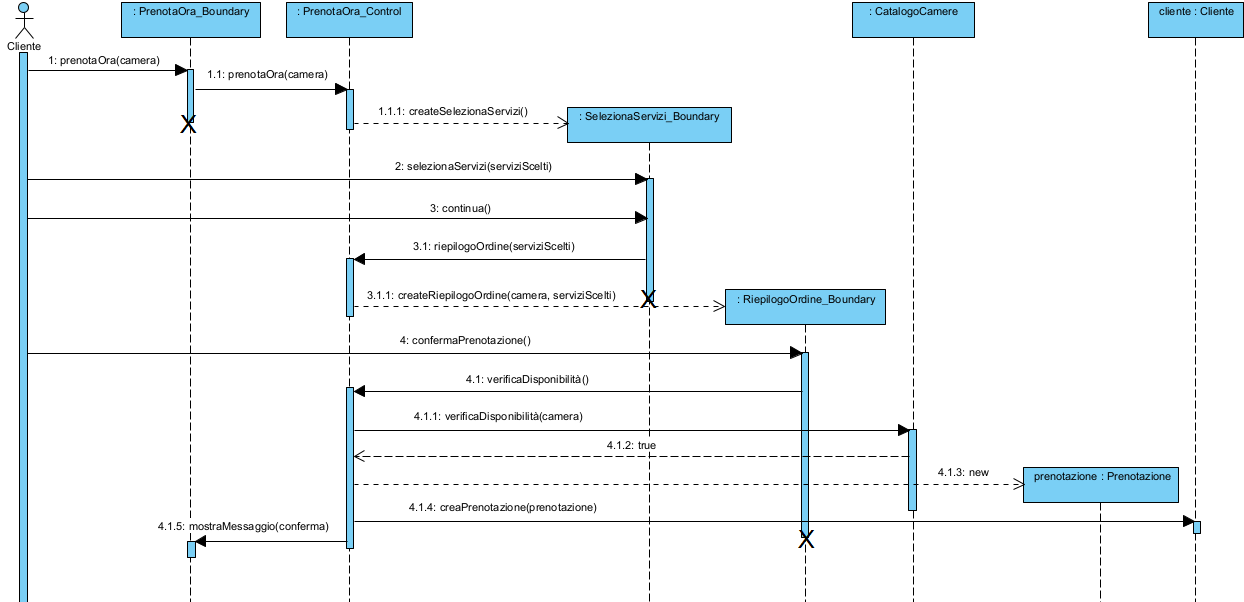 : PrenotaOra_Boundary
: PrenotaOra_Control
: CatalogoCamere
cliente : Cliente
Cliente
1: prenotaOra(camera)
1.1: prenotaOra(camera)
1.1.1: createSelezionaServizi()
: SelezionaServizi_Boundary
2: selezionaServizi(serviziScelti)
3: continua()
3.1: riepilogoOrdine(serviziScelti)
3.1.1: createRiepilogoOrdine(camera, serviziScelti)
: RiepilogoOrdine_Boundary
4: confermaPrenotazione()
4.1: verificaDisponibilità()
4.1.1: verificaDisponibilità(camera)
4.1.2: true
4.1.3: new
prenotazione : Prenotazione
4.1.4: creaPrenotazione(prenotazione)
4.1.5: mostraMessaggio(conferma)